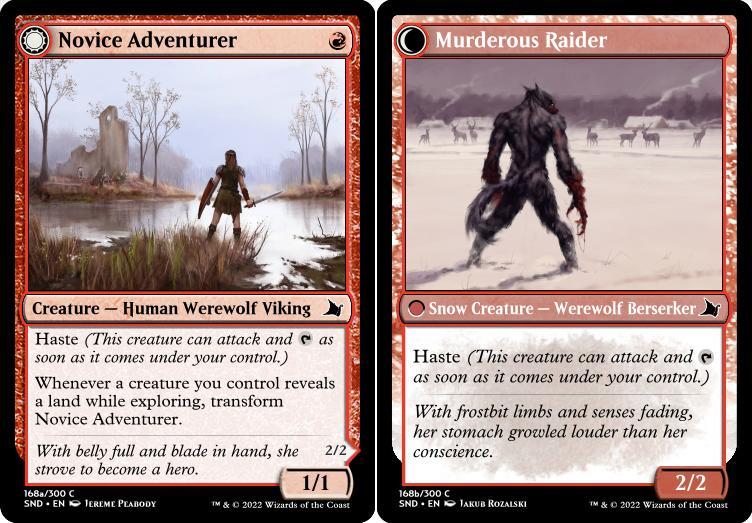 Novice Adventurer
Creature — Human Werewolf Viking
Haste (This creature can attack and as
soon as it comes under your control.)
Whenever a creature you control reveals
a land while exploring, transform
Novice Adventurer.
With belly full and blade in hand, she
strove to become a hero.
2/2
1/1
168a/300 C
SND • EN JEREME PEABODY
™ & © 2022 Wizards of the Coast
Murderous Raider
Snow Creature — Werewolf Berserker
Haste (This creature can attack and
as soon as it comes under your control.)
With frostbit limbs and senses fading,
her stomach growled louder than her
conscience.
2/2
168b/300 C
SND • EN JAKUB ROZALSKI
™ & © 2022 Wizards of the Coast